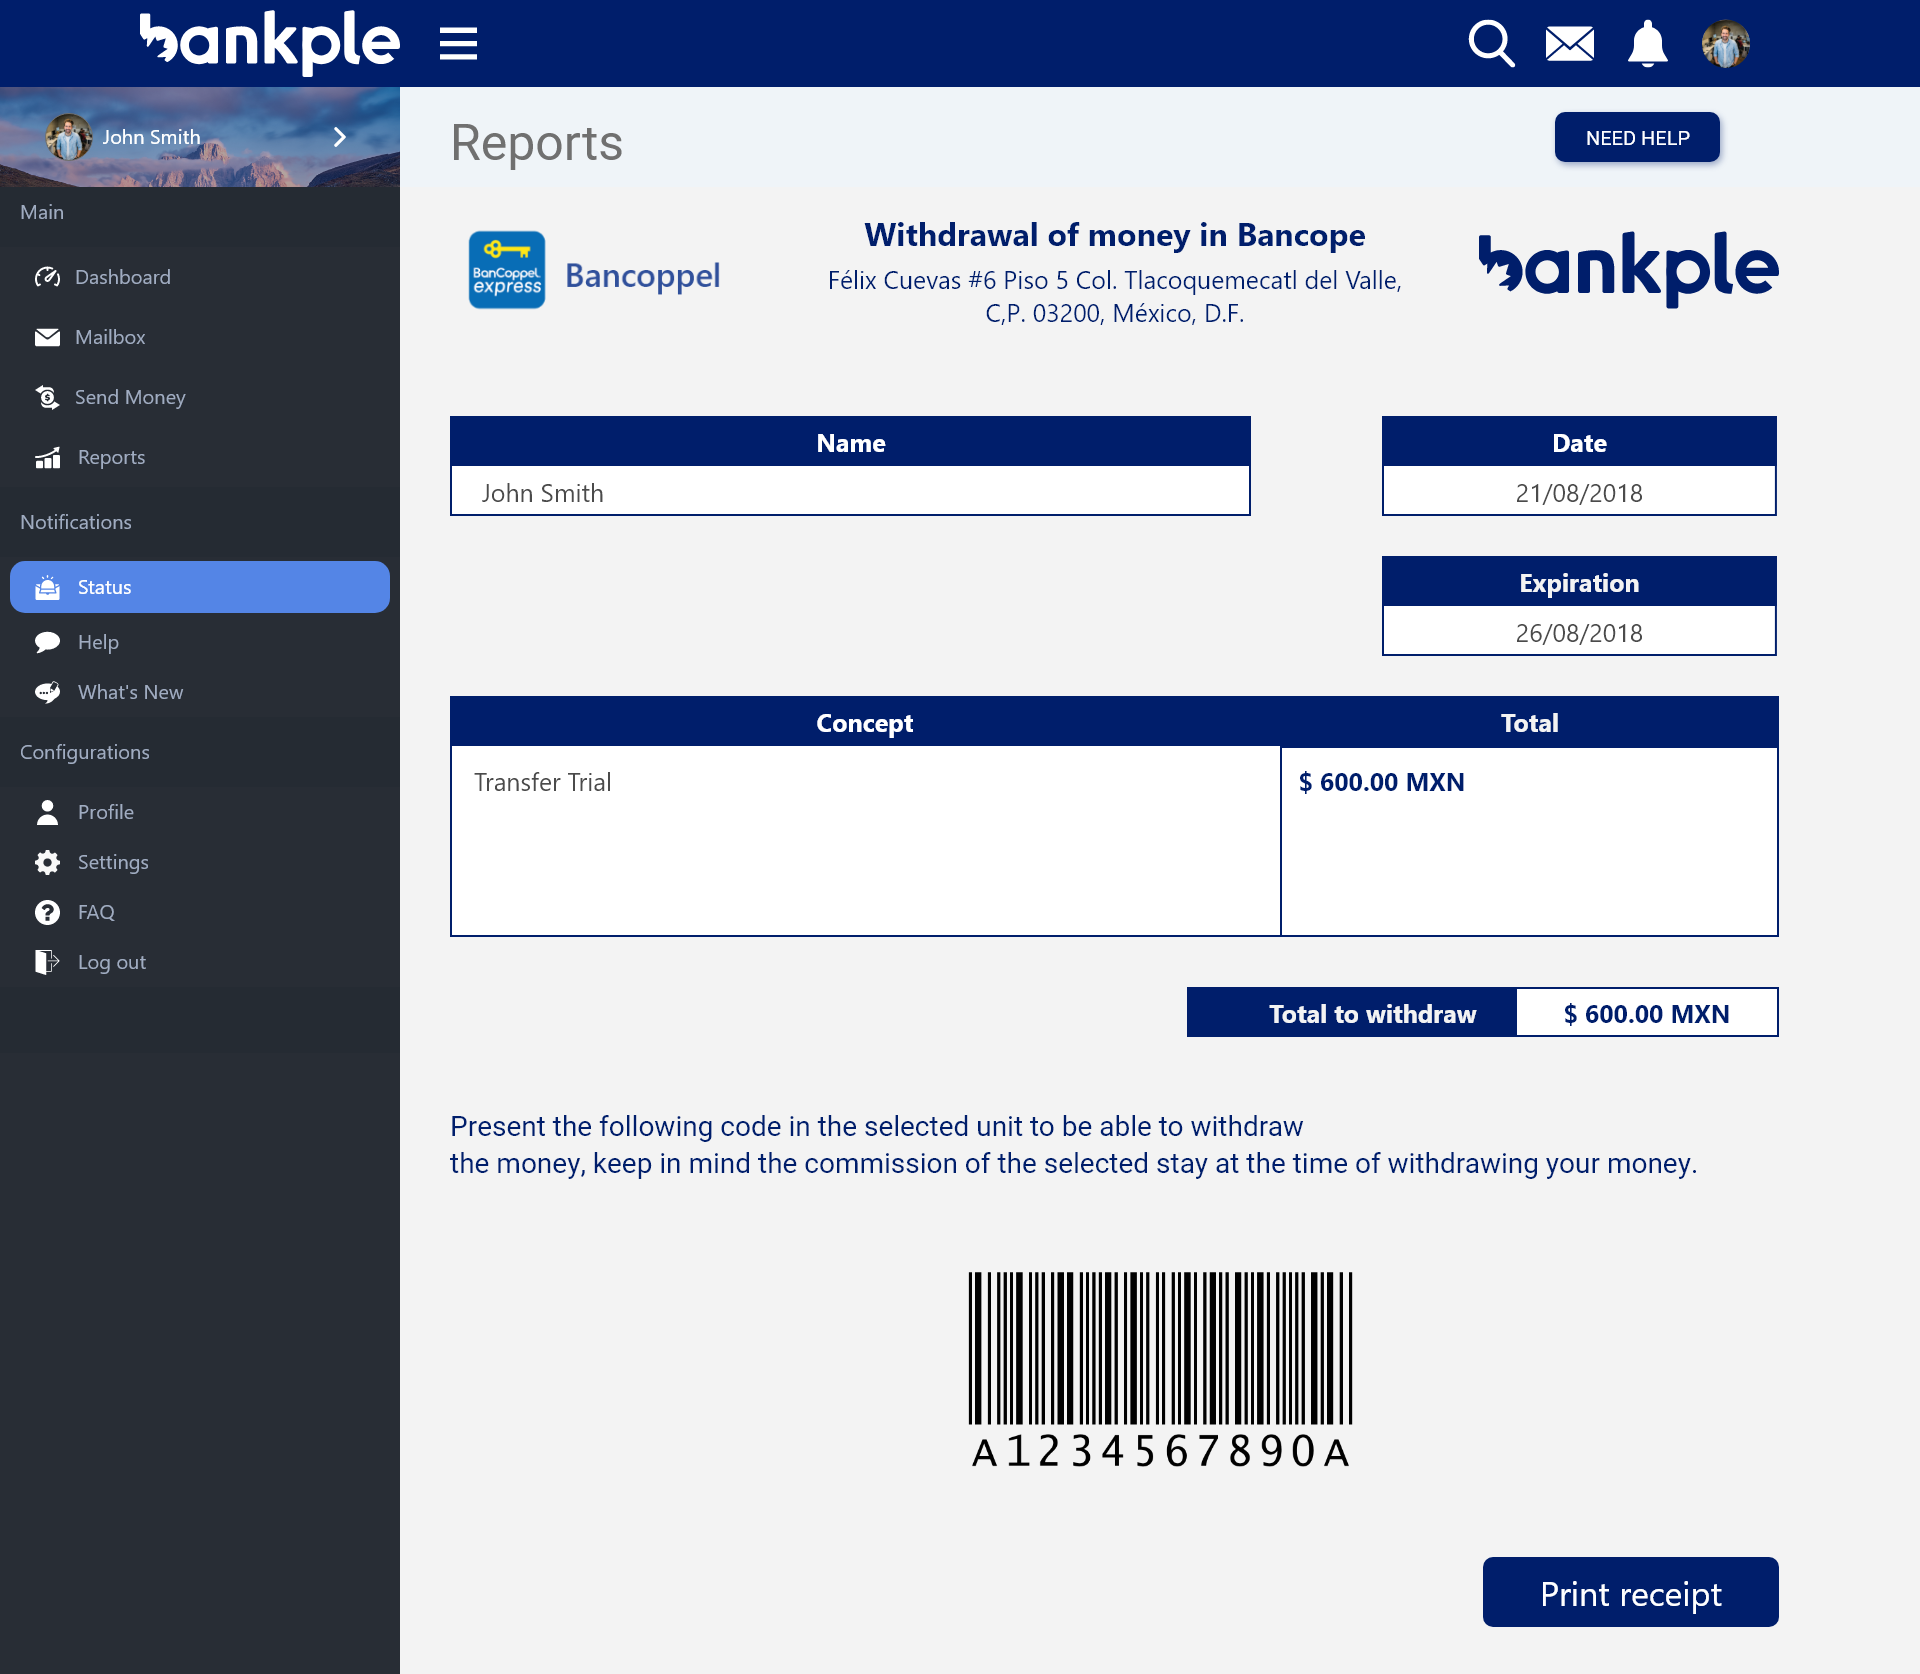 bankple
John Smith
Main
Dashboard
Mailbox
Send Money
Reports
Notifications
Status
Help
What's New
Configurations
Profile
Settings
FAQ
Log out
Reports
NEED HELP
BanCoppel
express
Bancoppel
Withdrawal of money in Bancope
Félix Cuevas #6 Piso 5 Col. Tlacoquemecatl del Valle,
C,P. 03200, México, D.F.
bankple
Name
John Smith
Date
21/08/2018
Expiration
26/08/2018
Concept Total
Transfer Trial $ 600.00 MXN
Total to withdraw $ 600.00 MXN
Present the following code in the selected unit to be able to withdraw
the money, keep in mind the commission of the selected stay at the time of withdrawing your money.
A1234567890A
Print receipt